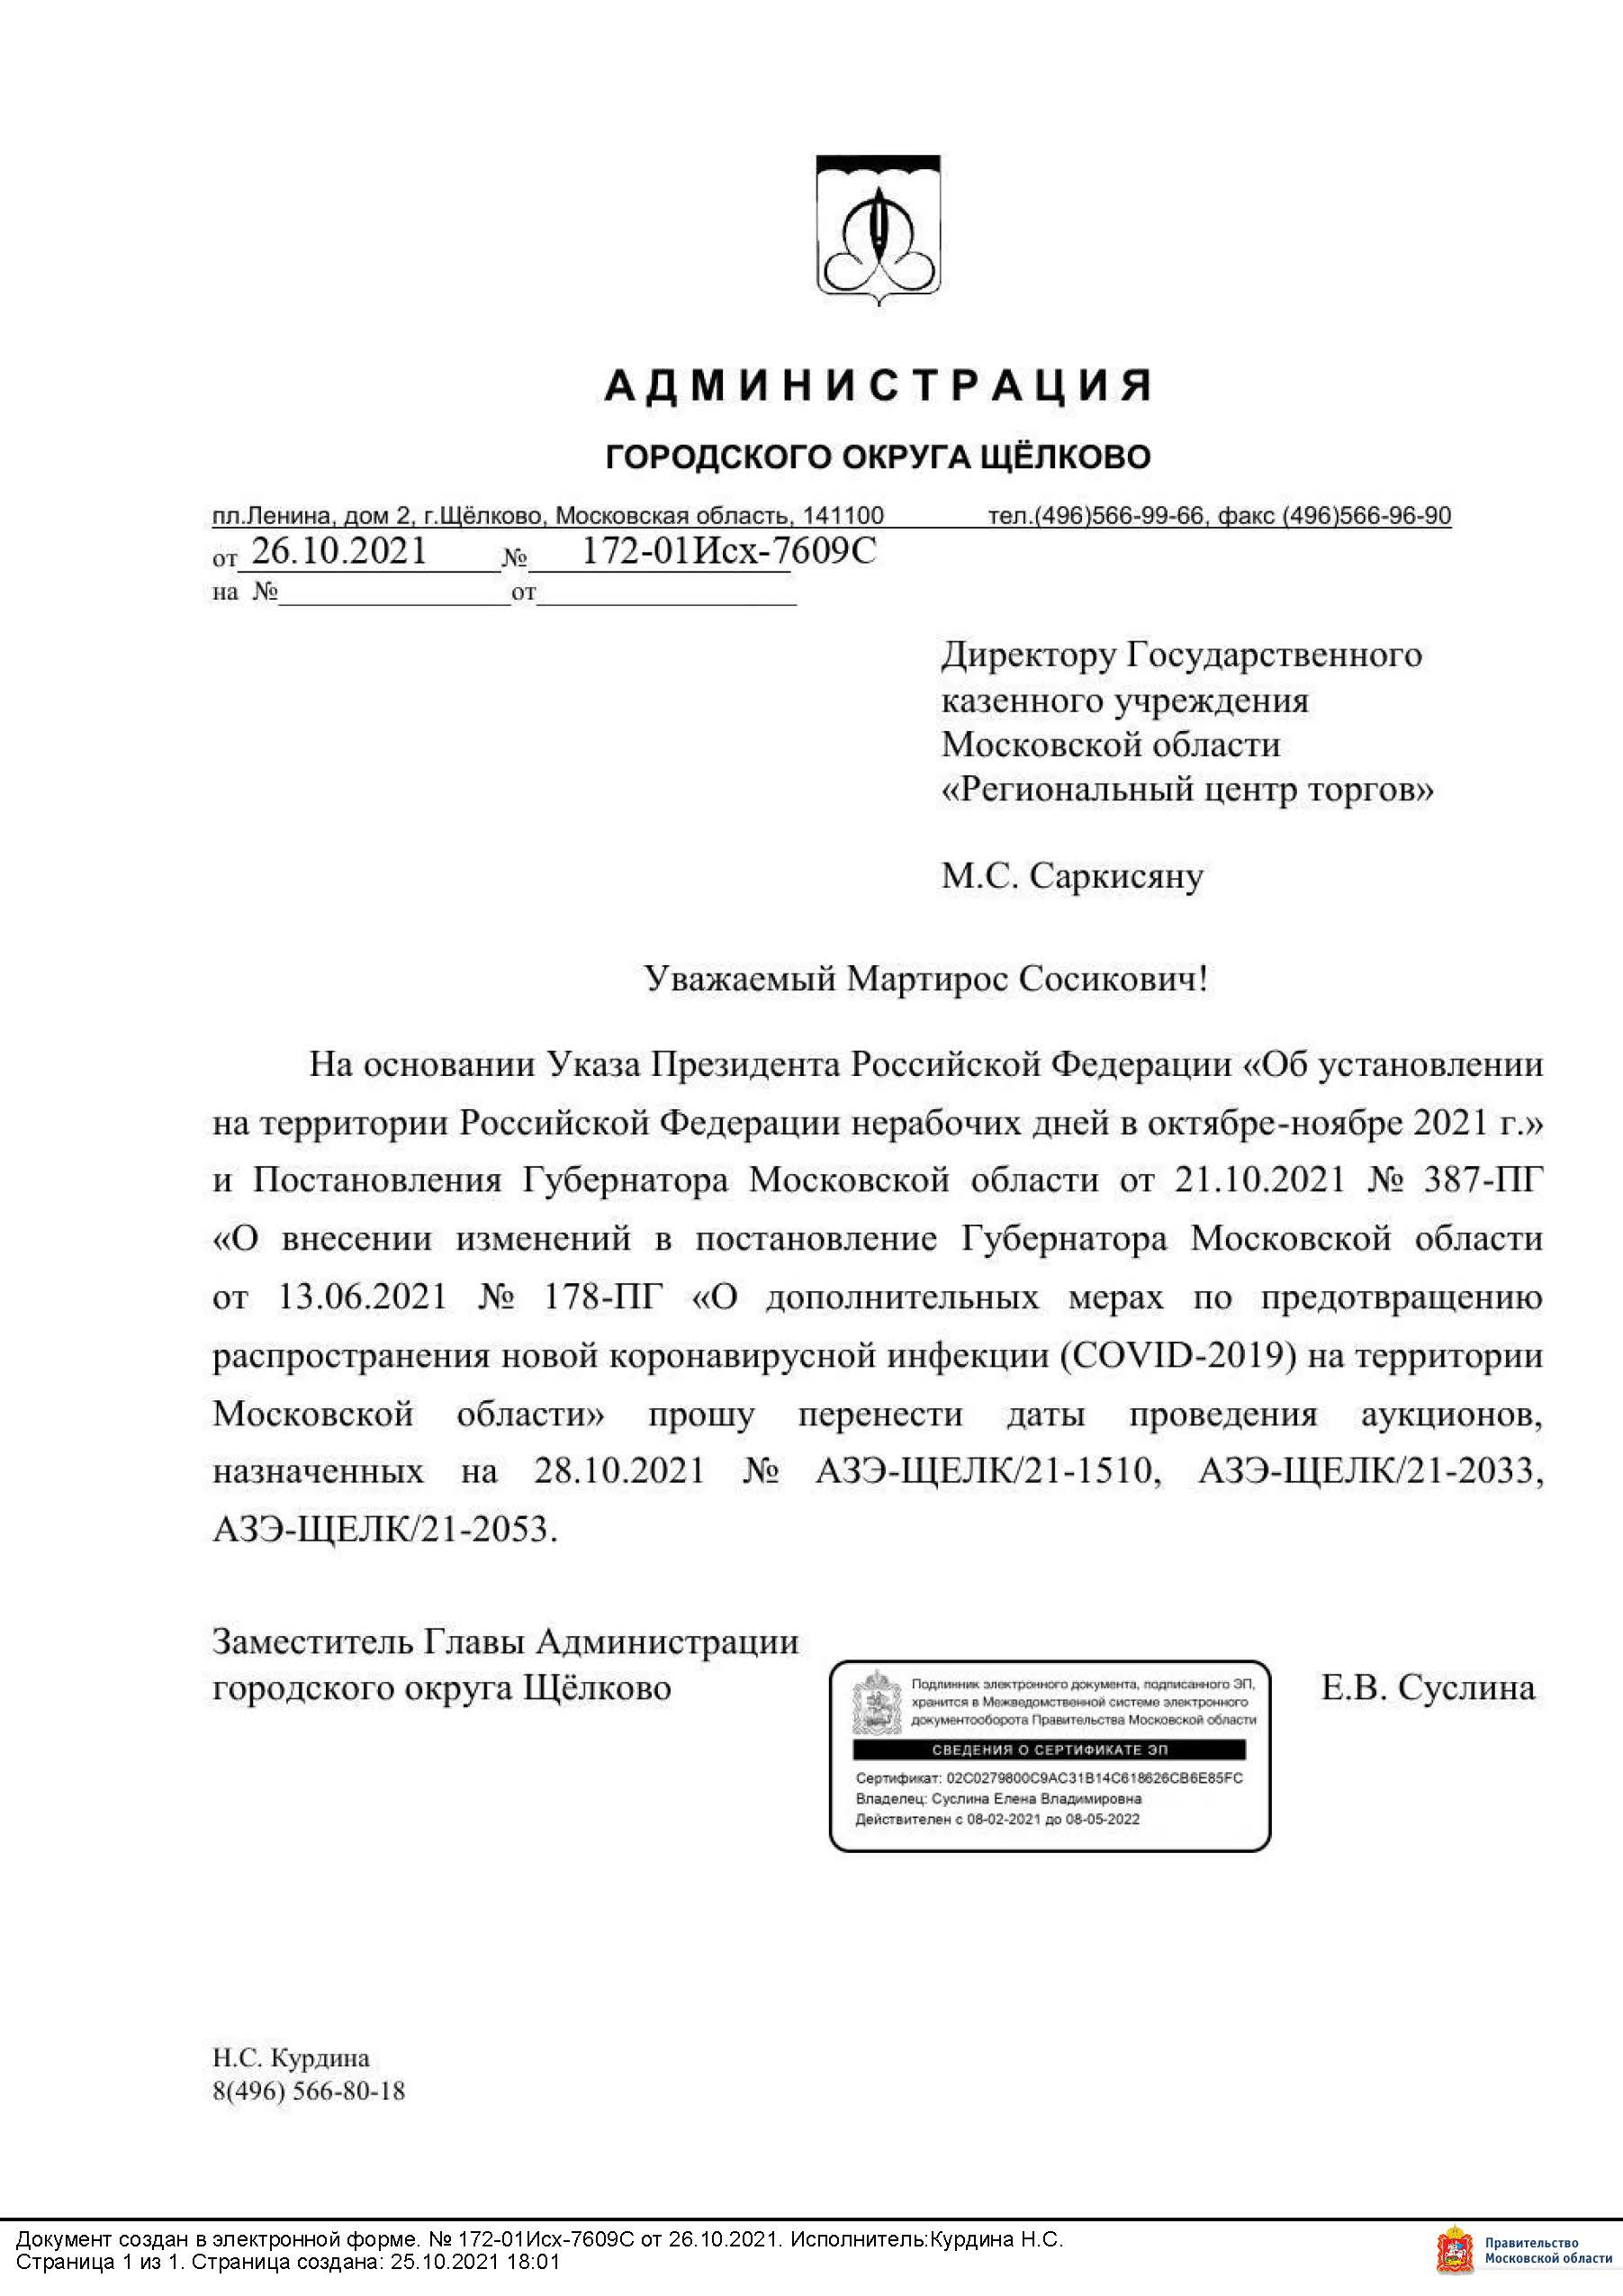 АДМИНИСТРАЦИЯ
ГОРОДСКОГО ОКРУГА ЩЁЛКОВО
пл.Ленина, дом 2, г.Щёлково, Московская область, 141100 тел.(496)566-99-66, факс (496)566-96-90
от 26.10.2021 № 172-01Исх-7609С
на № от
Директору Государственного
казенного учреждения
Московской области
«Региональный центр торгов»
М.С. Саркисяну
Уважаемый Мартирос Сосикович!
На основании Указа Президента Российской Федерации «Об установлении
на территории Российской Федерации нерабочих дней в октябре-ноябре 2021 г.»
и Постановления Губернатора Московской области от 21.10.2021 № 387-ПГ
«О внесении изменений в постановление Губернатора Московской области
от 13.06.2021 № 178-ПГ «О дополнительных мерах по предотвращению
распространения новой коронавирусной инфекции (COVID-2019) на территории
Московской области» прошу перенести даты проведения аукционов,
назначенных на 28.10.2021 № АЗЭ-ЩЕЛК/21-1510, АЗЭ-ЩЕЛК/21-2033,
АЗЭ-ЩЕЛК/21-2053.
Заместитель Главы Администрации
городского округа Щёлково Е.В. Суслина
Подлинник электронного документа, подписанного ЭП,
хранится в Межведомственной системе электронного
документооборота Правительства Московской области
СВЕДЕНИЯ О СЕРТИФИКАТЕ ЭП
Сертификат: 02C0279800C9AC31B14C618626CB6E85FC
Владелец: Суслина Елена Владимировна
Действителен с 08-02-2021 до 08-05-2022
Н.С. Курдина
8(496) 566-80-18
Документ создан в электронной форме. № 172-01Исх-7609С от 26.10.2021. Исполнитель:Курдина Н.С.
Страница 1 из 1. Страница создана: 25.10.2021 18:01
Правительство
Московской области